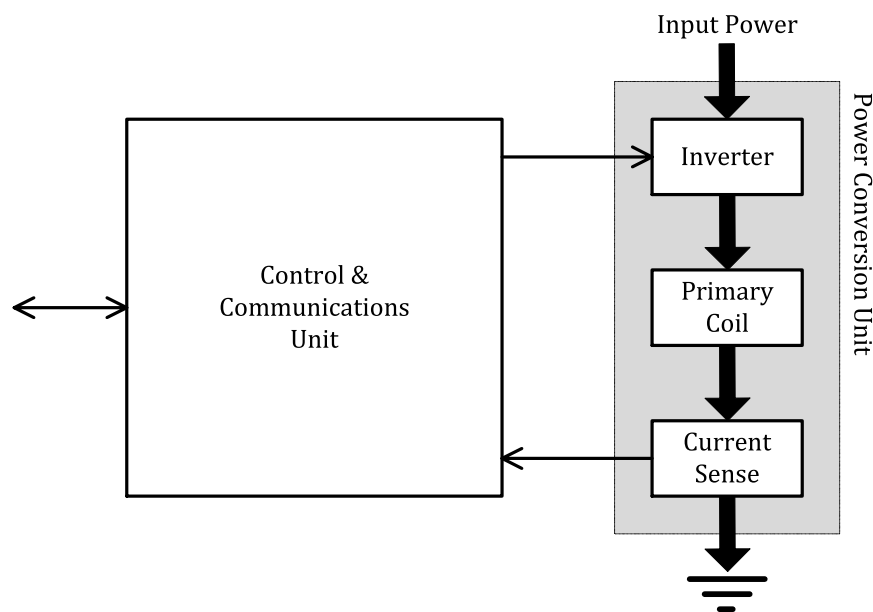 Input Power
Power Conversion Unit
Inverter
Control &
Communications
Unit
Primary
Coil
Current
Sense